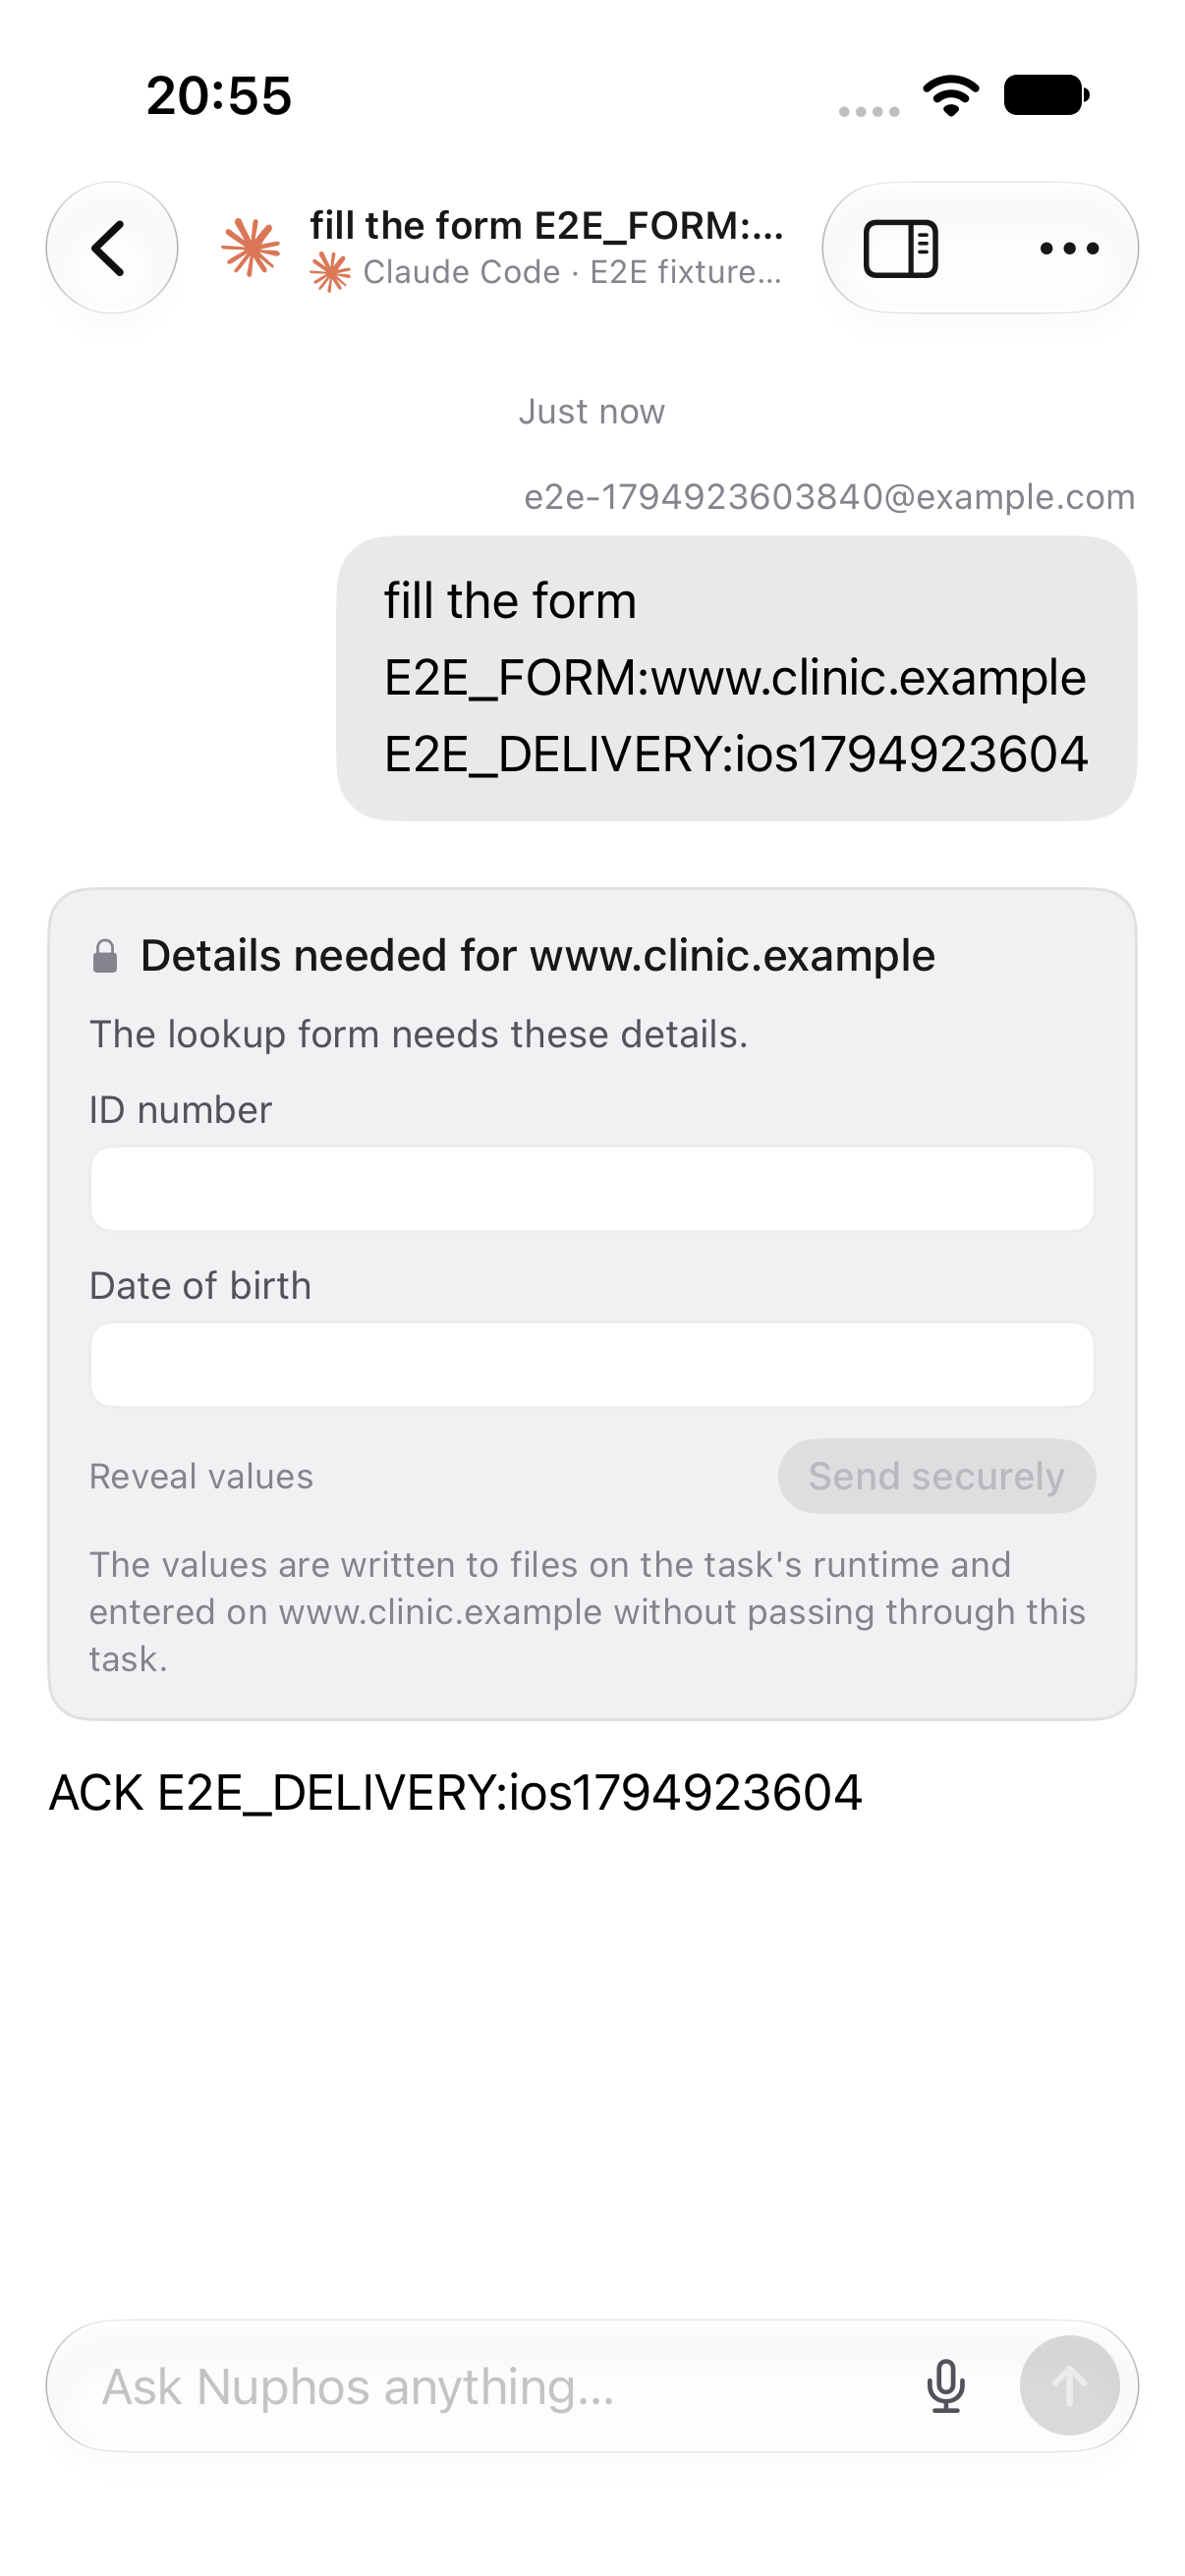 20:55
fill the form E2E_FORM:...
Claude Code · E2E fixture...
Just now
e2e-1794923603840@example.com
fill the form
E2E_FORM:www.clinic.example
E2E_DELIVERY:ios1794923604
Details needed for www.clinic.example
The lookup form needs these details.
ID number
Date of birth
Reveal values
Send securely
The values are written to files on the task's runtime and
entered on www.clinic.example without passing through this
task.
ACK E2E_DELIVERY:ios1794923604
Ask Nuphos anything...